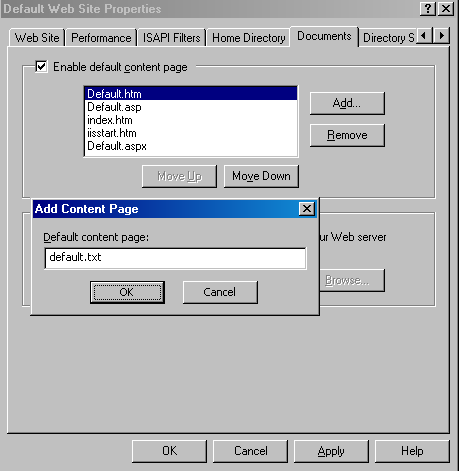 Default Web Site Properties
Web Site Performance ISAPI Filters Home Directory Documents Directory S
Enable default content page
Default.htm
Default.asp
index.htm
iisstart.htm
Default.aspx
Add...
Remove
Move Up Move Down
Add Content Page
Default content page:
ur Web server
default.txt
Browse...
OK Cancel
OK Cancel Apply Help